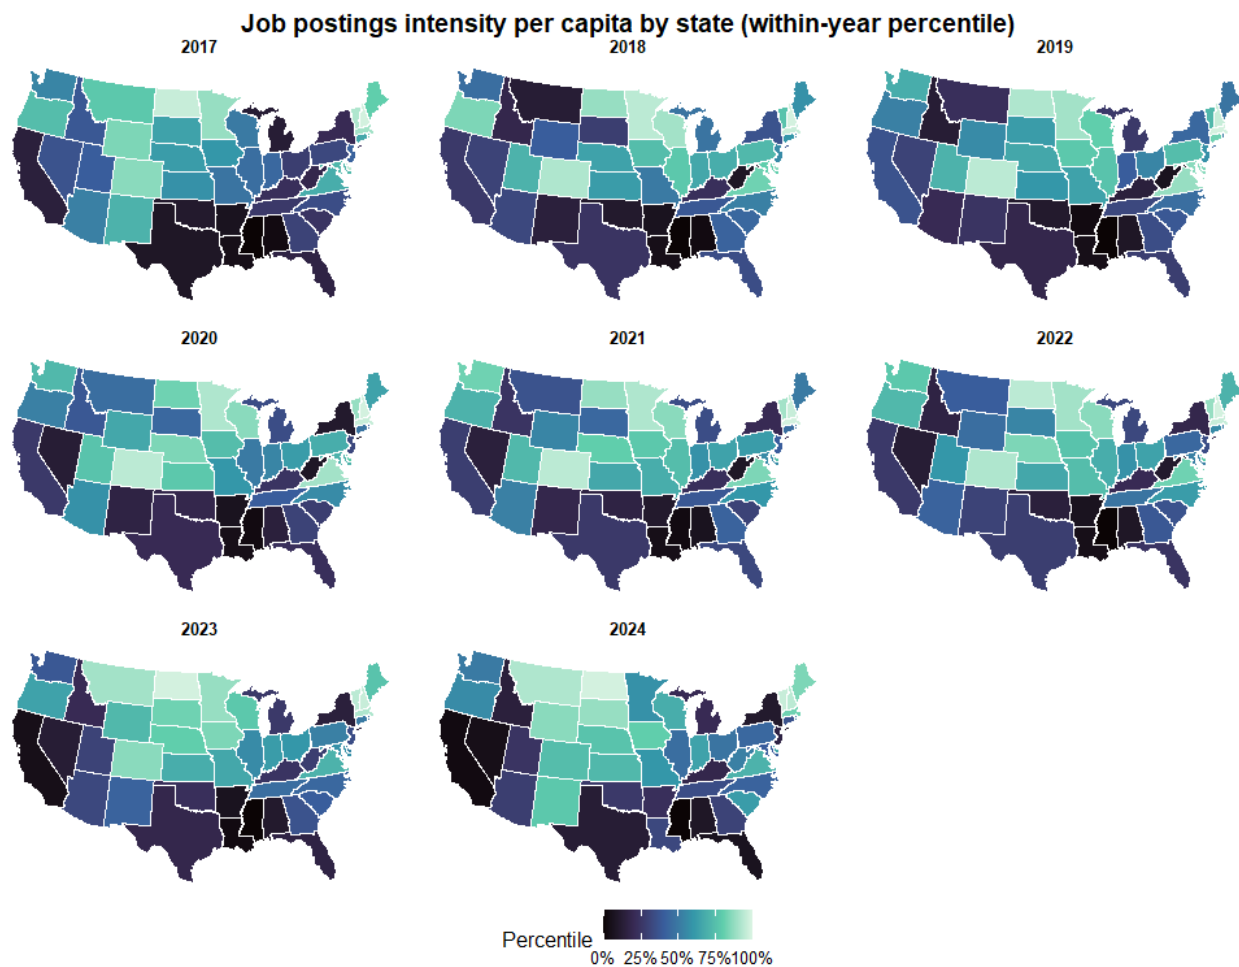 Job postings intensity per capita by state (within-year percentile)
2017
2018
2019
2020
2021
2022
2023
2024
Percentile
0% 25% 50% 75% 100%